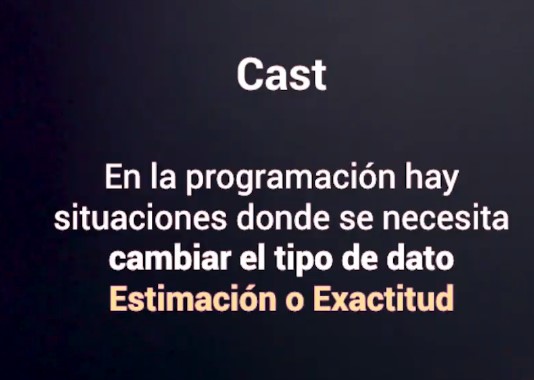 Cast
En la programación hay
situaciones donde se necesita
cambiar el tipo de dato
Estimación o Exactitud